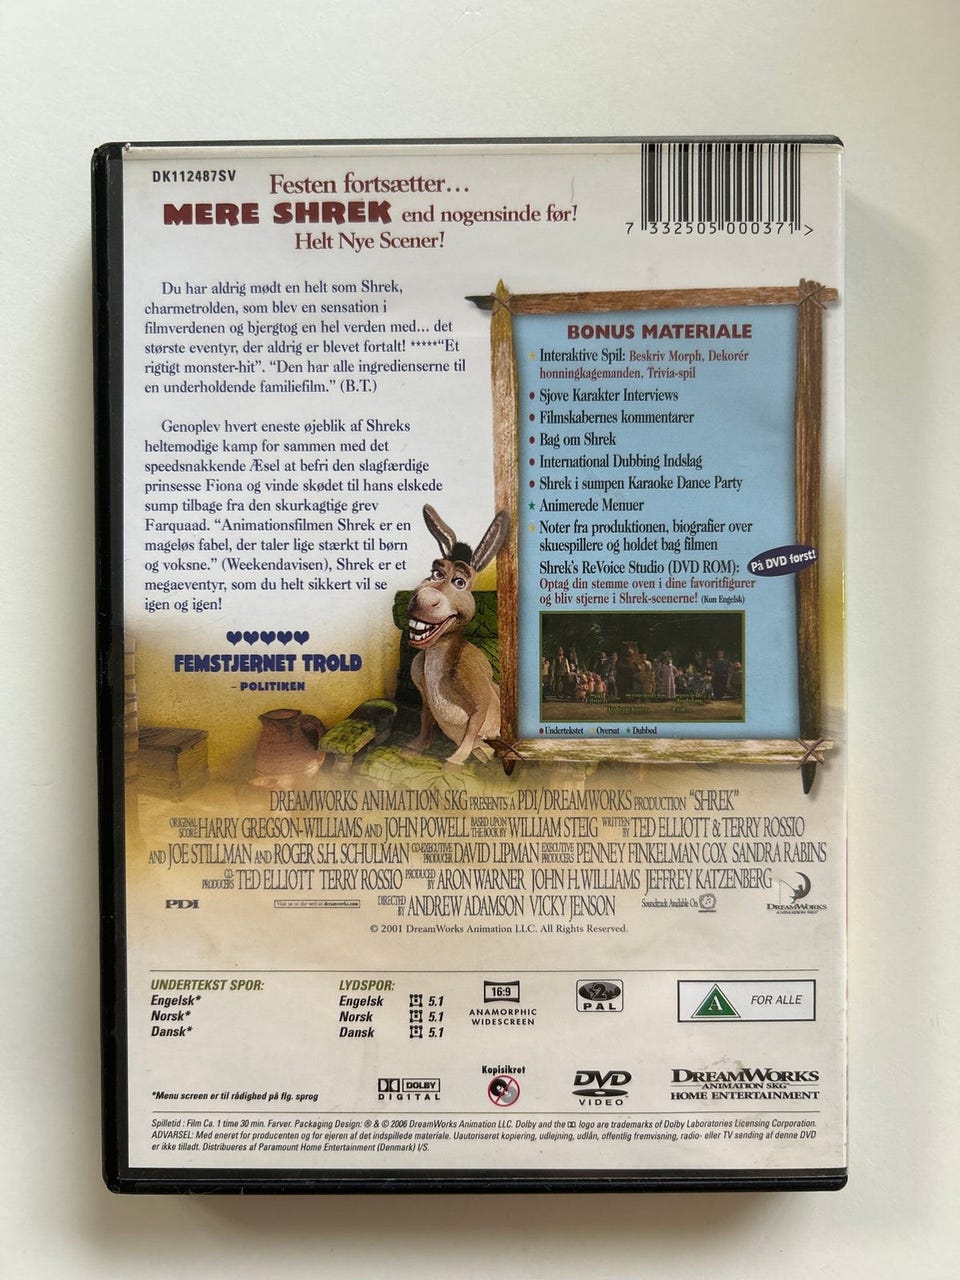 DK112487SV
Festen fortsætter...
MERE SHREK end nogensinde før!
Helt Nye Scener!
7 332505 000371 >
Du har aldrig mødt en helt som Shrek,
charmetrolden, som blev en sensation i
filmverdenen og bjergtog en hel verden med... det
største eventyr, der aldrig er blevet fortalt! *****"Et
rigtigt monster-hit". "Den har alle ingredienserne til
en underholdende familiefilm." (B.T.)
Genoplev hvert eneste øjeblik af Shreks
heltemodige kamp for sammen med det
speedsnakkende Æsel at befri den slagfærdige
prinsesse Fiona og vinde skødet til hans elskede
sump tilbage fra den skurkagtige grev
Farquaad. "Animationsfilmen Shrek er en
mageløs fabel, der taler lige stærkt til børn
og voksne." (Weekendavisen), Shrek er et
megaeventyr, som du helt sikkert vil se
igen og igen!
FEMSTJERNET TROLD
- POLITIKEN
BONUS MATERIALE
Interaktive Spil: Beskriv Morph, Dekorér
honningkagemanden, Trivia-spil
• Sjove Karakter Interviews
• Filmskabernes kommentarer
• Bag om Shrek
• International Dubbing Indslag
• Shrek i sumpen Karaoke Dance Party
★ Animerede Menuer
Noter fra produktionen, biografier over
skuespillere og holdet bag filmen
Shrek's ReVoice Studio (DVD ROM):
På DVD først!
Optag din stemme oven i dine favoritfigurer
og bliv stjerne i Shrek-scenerne! (Kun Engelsk)
• Undertekstet Oversat ★ Dubbed
DREAMWORKS ANIMATION SKG PRESENTS A PDI/DREAMWORKS PRODUCTION "SHREK"
ORIGINAL SCORE HARRY GREGSON-WILLIAMS AND JOHN POWELL BASED UPON THE BOOK BY WILLIAM STEIG WRITTEN BY TED ELLIOTT & TERRY ROSSIO
AND JOE STILLMAN AND ROGER S.H. SCHULMAN CO-EXECUTIVE PRODUCER DAVID LIPMAN EXECUTIVE PRODUCERS PENNEY FINKELMAN COX SANDRA RABINS
CO-PRODUCERS TED ELLIOTT TERRY ROSSIO PRODUCED BY ARON WARNER JOHN H. WILLIAMS JEFFREY KATZENBERG
PDI Visit us on the web at dreamworks.com DIRECTED BY ANDREW ADAMSON VICKY JENSON Soundtrack Available On DREAMWORKS
ANIMATION SKG
© 2001 DreamWorks Animation LLC. All Rights Reserved.
UNDERTEKST SPOR:
Engelsk*
Norsk*
Dansk*
LYDSPOR:
Engelsk 5.1
Norsk 5.1
Dansk 5.1
16:9
ANAMORPHIC
WIDESCREEN
2
PAL
A FOR ALLE
*Menu screen er til rådighed på flg. sprog
DOLBY
DIGITAL
Kopisikret
DVD
VIDEO
DREAMWORKS
ANIMATION SKG
HOME ENTERTAINMENT
Spilletid : Film Ca. 1 time 30 min. Farver. Packaging Design: ® & © 2006 DreamWorks Animation LLC. Dolby and the logo are trademarks of Dolby Laboratories Licensing Corporation.
ADVARSEL: Med eneret for producenten og for ejeren af det indspillede materiale. Uautoriseret kopiering, udlejning, udlån, offentlig fremvisning, radio- eller TV sending af denne DVD
er ikke tilladt. Distribueres af Paramount Home Entertainment (Denmark) I/S.